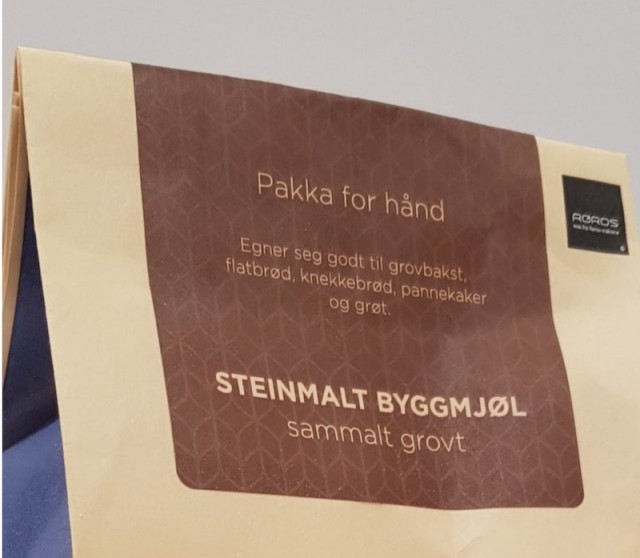 Pakka for hånd
Egner seg godt til grovbakst,
flatbrød, knekkebrød, pannekaker
og grøt.
STEINMALT BYGGMJØL
sammalt grovt
RØROS